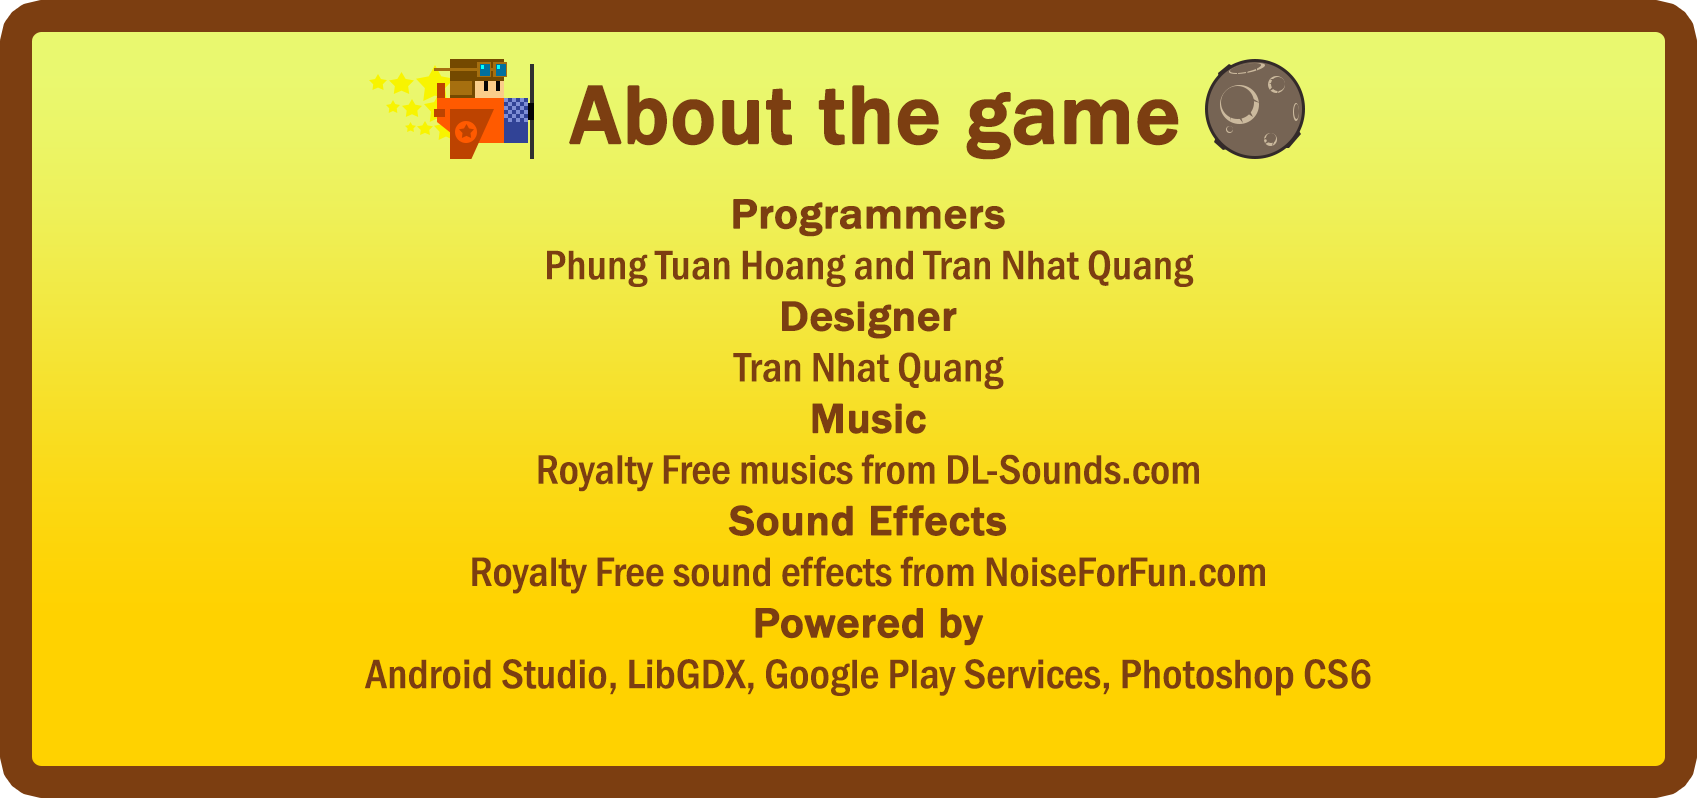 About the game
Programmers
Phung Tuan Hoang and Tran Nhat Quang
Designer
Tran Nhat Quang
Music
Royalty Free musics from DL-Sounds.com
Sound Effects
Royalty Free sound effects from NoiseForFun.com
Powered by
Android Studio, LibGDX, Google Play Services, Photoshop CS6